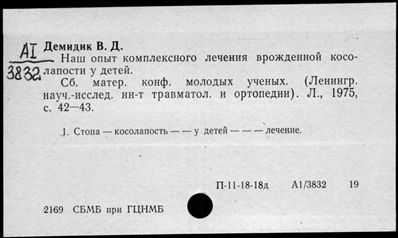 АI
3832
Демидик В. Д.
Наш опыт комплексного лечения врожденной косо-
лапости у детей.
Сб. матер. конф. молодых ученых. (Ленингр.
науч.-исслед. ин-т травматол. и ортопедии). Л., 1975,
с. 42—43.
1. Стопа — косолапость — — у детей — — — лечение.
П-11-18-18д А1/3832 19
2169 СБМБ при ГЦНМБ